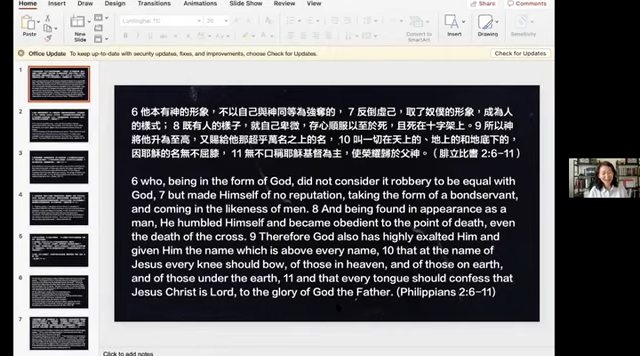 Home
Insert
Draw
Design
Transitions
Animations
Slide Show
Review
View
Share
Comments
Paste
New
Slide
Convert to
SmartArt
Insert
Drawing
Sensitivity
Office Update To keep up-to-date with security updates, fixes, and improvements, choose Check for Updates.
Check for Updates
1
2
3
4
5
6
7
6 他本有神的形象，不以自己與神同等為強奪的，7 反倒虛己，取了奴僕的形象，成為人
的樣式；8 既有人的樣子，就自己卑微，存心順服以至於死，且死在十字架上。9 所以神
將他升為至高，又賜給他那超乎萬名之上的名，10 叫一切在天上的、地上的和地底下的，
因耶穌的名無不屈膝，11 無不口稱耶穌基督為主，使榮耀歸於父神。（腓立比書 2:6-11）
6 who, being in the form of God, did not consider it robbery to be equal with
God, 7 but made Himself of no reputation, taking the form of a bondservant,
and coming in the likeness of men. 8 And being found in appearance as a
man, He humbled Himself and became obedient to the point of death, even
the death of the cross. 9 Therefore God also has highly exalted Him and
given Him the name which is above every name, 10 that at the name of
Jesus every knee should bow, of those in heaven, and of those on earth,
and of those under the earth, 11 and that every tongue should confess that
Jesus Christ is Lord, to the glory of God the Father. (Philippians 2:6-11)
Click to add notes